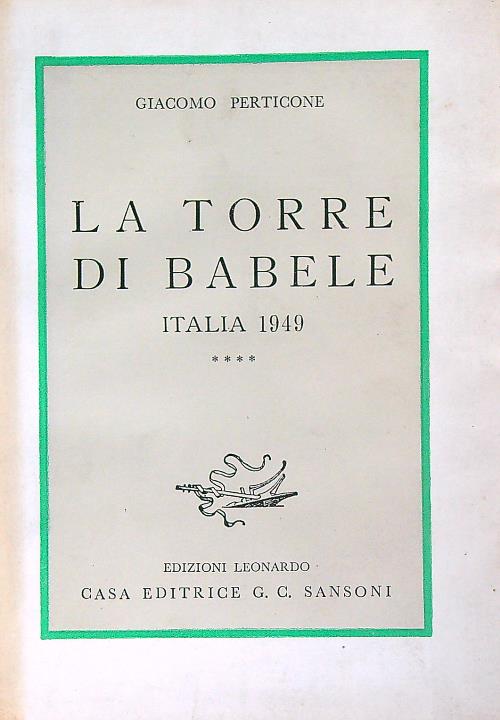 GIACOMO PERTICONE
LA TORRE
DI BABELE
ITALIA 1949
****
EDIZIONI LEONARDO
CASA EDITRICE G. C. SANSONI